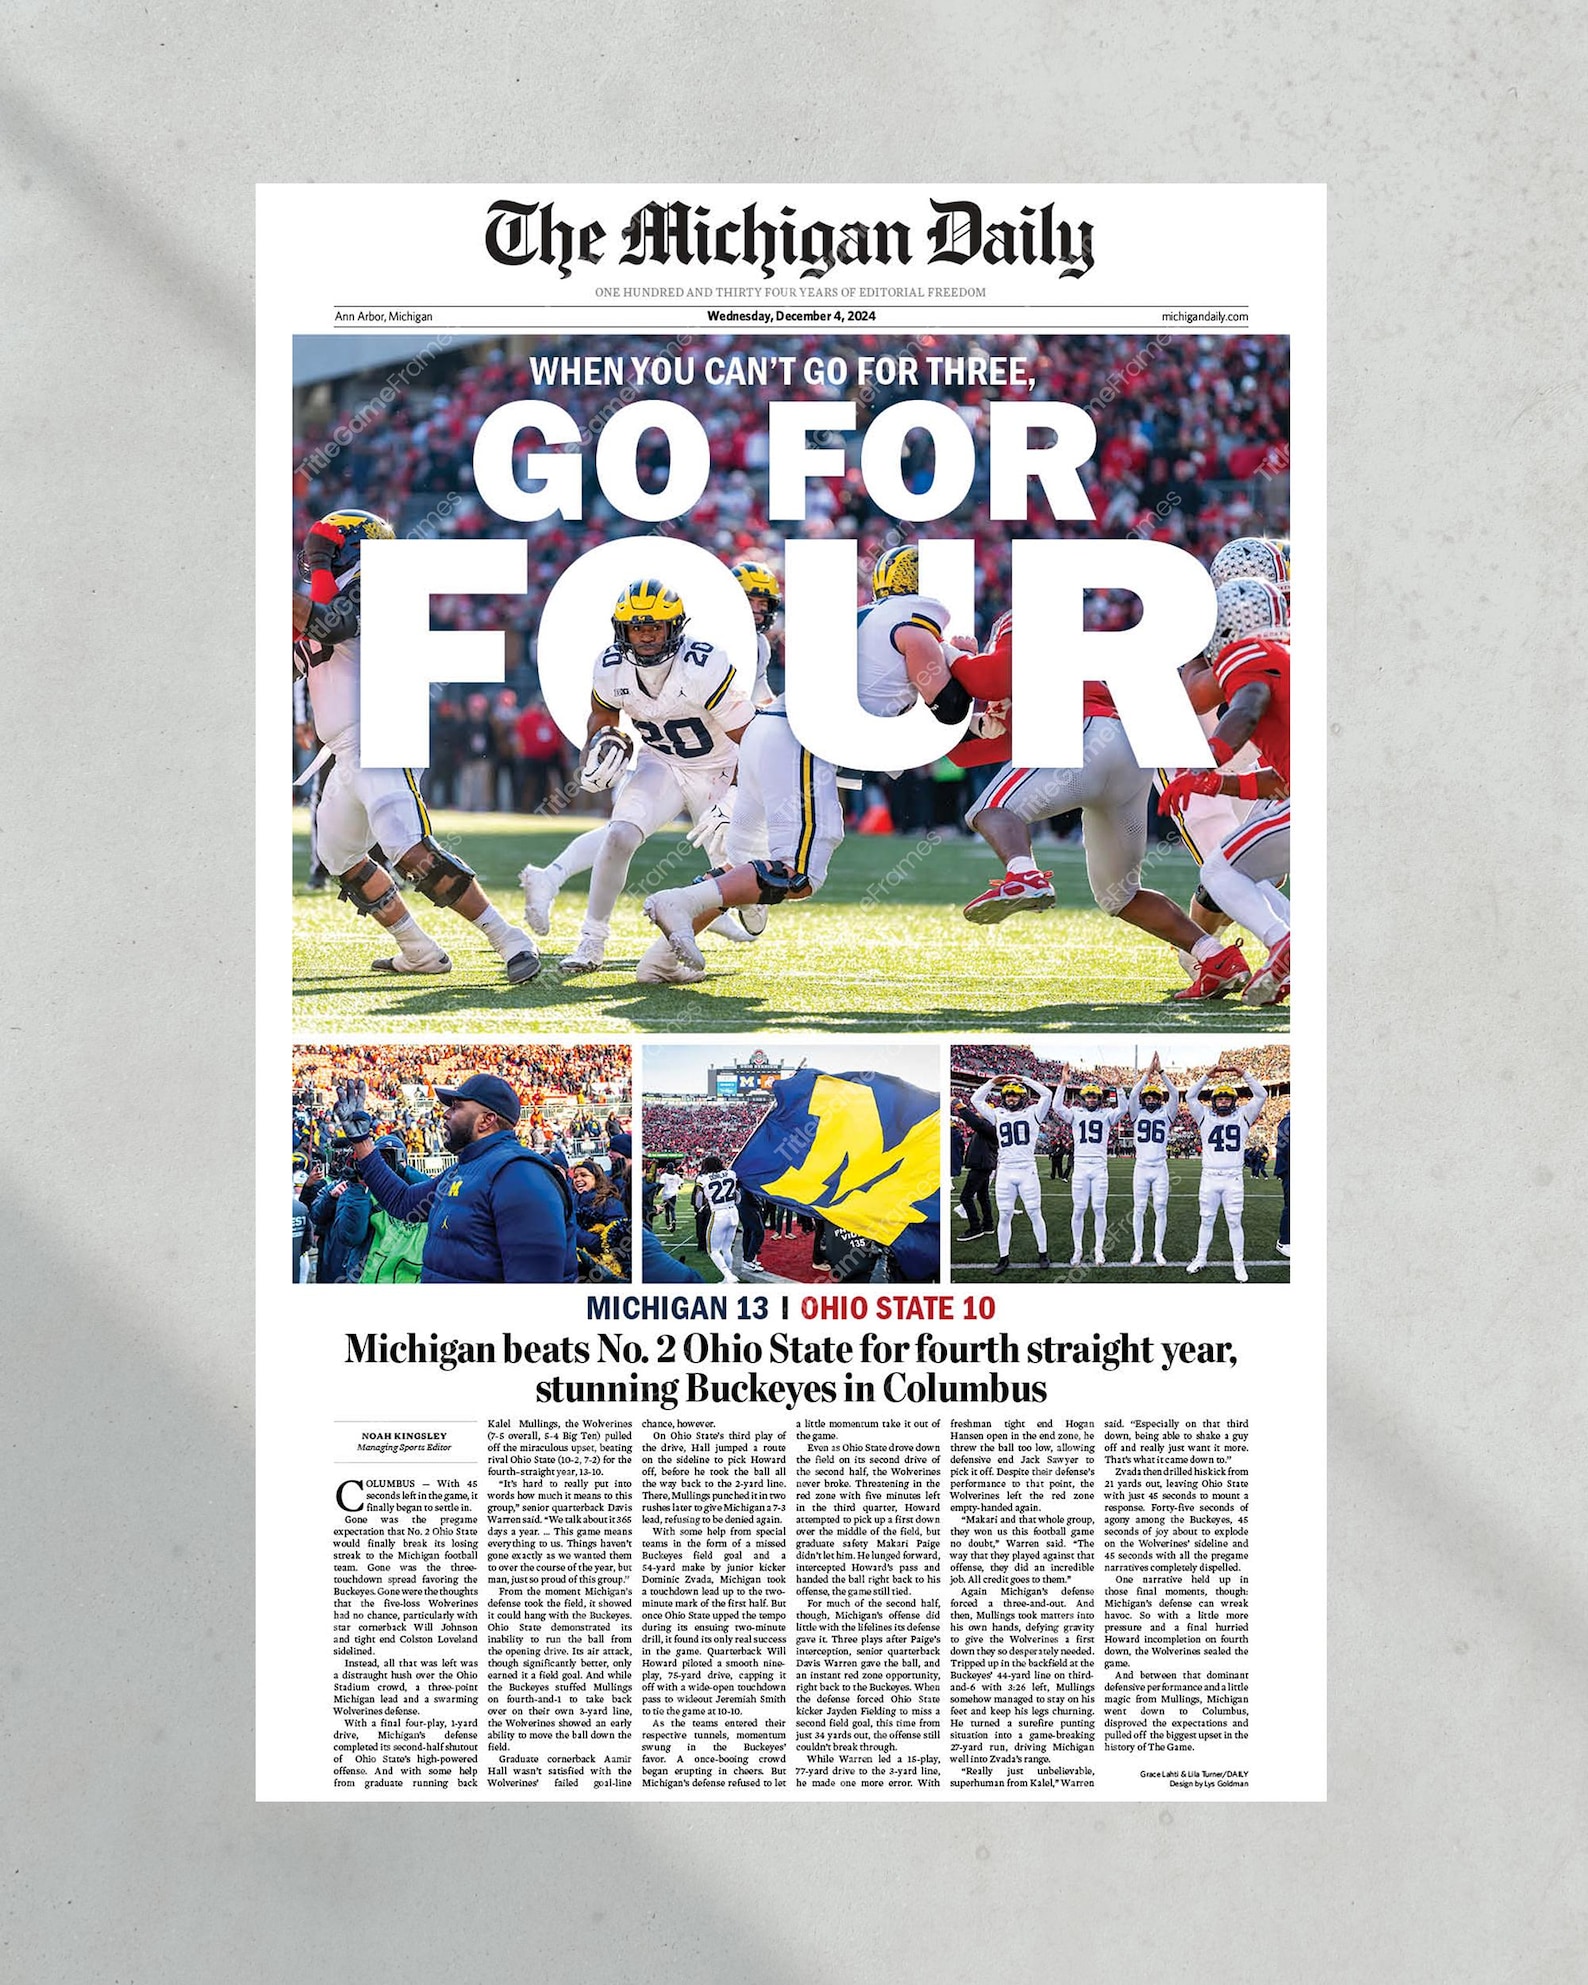 The Michigan Daily
ONE HUNDRED AND THIRTY FOUR YEARS OF EDITORIAL FREEDOM
Ann Arbor, Michigan
Wednesday, December 4, 2024
michigandaily.com
WHEN YOU CAN'T GO FOR THREE,
GO FOR
FOUR
TitleGameFrames
20
20
20
22
135
90
19
96
49
MICHIGAN 13 | OHIO STATE 10
Michigan beats No. 2 Ohio State for fourth straight year,
stunning Buckeyes in Columbus
NOAH KINGSLEY
Managing Sports Editor
COLUMBUS — With 45
seconds left in the game, it
finally began to settle in.
Gone was the pregame
expectation that No. 2 Ohio State
would finally break its losing
streak to the Michigan football
team. Gone was the three-
touchdown spread favoring the
Buckeyes. Gone were the thoughts
that the five-loss Wolverines
had no chance, particularly with
star cornerback Will Johnson
and tight end Colston Loveland
sidelined.
Instead, all that was left was
a distraught hush over the Ohio
Stadium crowd, a three-point
Michigan lead and a swarming
Wolverines defense.
With a final four-play, 1-yard
drive, Michigan's defense
completed its second-half shutout
of Ohio State's high-powered
offense. And with some help
from graduate running back
Kalel Mullings, the Wolverines
(7-5 overall, 5-4 Big Ten) pulled
off the miraculous upset, beating
rival Ohio State (10-2, 7-2) for the
fourth-straight year, 13-10.
"It's hard to really put into
words how much it means to this
group," senior quarterback Davis
Warren said. "We talk about it 365
days a year. ... This game means
everything to us. Things haven't
gone exactly as we wanted them
to over the course of the year, but
man, just so proud of this group."
From the moment Michigan's
defense took the field, it showed
it could hang with the Buckeyes.
Ohio State demonstrated its
inability to run the ball from
the opening drive. Its air attack,
though significantly better, only
earned it a field goal. And while
the Buckeyes stuffed Mullings
on fourth-and-1 to take back
over on their own 3-yard line,
the Wolverines showed an early
ability to move the ball down the
field.
Graduate cornerback Aamir
Hall wasn't satisfied with the
Wolverines' failed goal-line
chance, however.
On Ohio State's third play of
the drive, Hall jumped a route
on the sideline to pick Howard
off, before he took the ball all
the way back to the 2-yard line.
There, Mullings punched it in two
rushes later to give Michigan a 7-3
lead, refusing to be denied again.
With some help from special
teams in the form of a missed
Buckeyes field goal and a
54-yard make by junior kicker
Dominic Zvada, Michigan took
a touchdown lead up to the two-
minute mark of the first half. But
once Ohio State upped the tempo
during its ensuing two-minute
drill, it found its only real success
in the game. Quarterback Will
Howard piloted a smooth nine-
play, 75-yard drive, capping it
off with a wide-open touchdown
pass to wideout Jeremiah Smith
to tie the game at 10-10.
As the teams entered their
respective tunnels, momentum
swung in the Buckeyes'
favor. A once-booing crowd
began erupting in cheers. But
Michigan's defense refused to let
a little momentum take it out of
the game.
Even as Ohio State drove down
the field on its second drive of
the second half, the Wolverines
never broke. Threatening in the
red zone with five minutes left
in the third quarter, Howard
attempted to pick up a first down
over the middle of the field, but
graduate safety Makari Paige
didn't let him. He lunged forward,
intercepted Howard's pass and
handed the ball right back to his
offense, the game still tied.
For much of the second half,
though, Michigan's offense did
little with the lifelines its defense
gave it. Three plays after Paige's
interception, senior quarterback
Davis Warren gave the ball, and
an instant red zone opportunity,
right back to the Buckeyes. When
the defense forced Ohio State
kicker Jayden Fielding to miss a
second field goal, this time from
just 34 yards out, the offense still
couldn't break through.
While Warren led a 15-play,
77-yard drive to the 3-yard line,
he made one more error. With
freshman tight end Hogan
Hansen open in the end zone, he
threw the ball too low, allowing
defensive end Jack Sawyer to
pick it off. Despite their defense's
performance to that point, the
Wolverines left the red zone
empty-handed again.
"Makari and that whole group,
they won us this football game
no doubt," Warren said. "The
way that they played against that
offense, they did an incredible
job. All credit goes to them."
Again Michigan's defense
forced a three-and-out. And
then, Mullings took matters into
his own hands, defying gravity
to give the Wolverines a first
down they so desperately needed.
Tripped up in the backfield at the
Buckeyes' 44-yard line on third-
and-6 with 3:26 left, Mullings
somehow managed to stay on his
feet and keep his legs churning.
He turned a surefire punting
situation into a game-breaking
27-yard run, driving Michigan
well into Zvada's range.
"Really just unbelievable,
superhuman from Kalel," Warren
said. "Especially on that third
down, being able to shake a guy
off and really just want it more.
That's what it came down to."
Zvada then drilled his kick from
21 yards out, leaving Ohio State
with just 45 seconds to mount a
response. Forty-five seconds of
agony among the Buckeyes, 45
seconds of joy about to explode
on the Wolverines' sideline and
45 seconds with all the pregame
narratives completely dispelled.
One narrative held up in
those final moments, though:
Michigan's defense can wreak
havoc. So with a little more
pressure and a final hurried
Howard incompletion on fourth
down, the Wolverines sealed the
game.
And between that dominant
defensive performance and a little
magic from Mullings, Michigan
went down to Columbus,
disproved the expectations and
pulled off the biggest upset in the
history of The Game.
Grace Lahti & Lila Turner/DAILY
Design by Lys Goldman